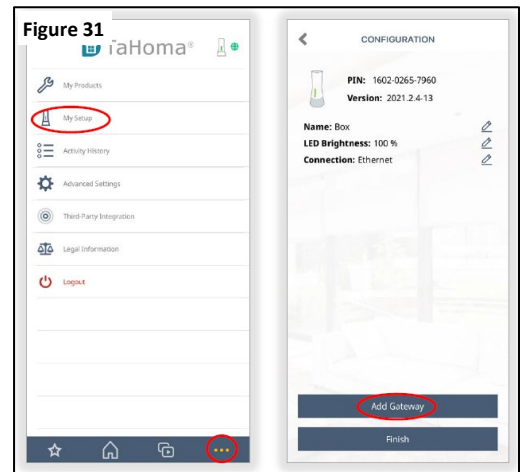 Figure 31
TaHoma®
My Products
My Setup
Activity History
Advanced Settings
Third-Party Integration
Legal Information
Logout
CONFIGURATION
PIN: 1602-0265-7960
Version: 2021.2.4-13
Name: Box
LED Brightness: 100 %
Connection: Ethernet
Add Gateway
Finish